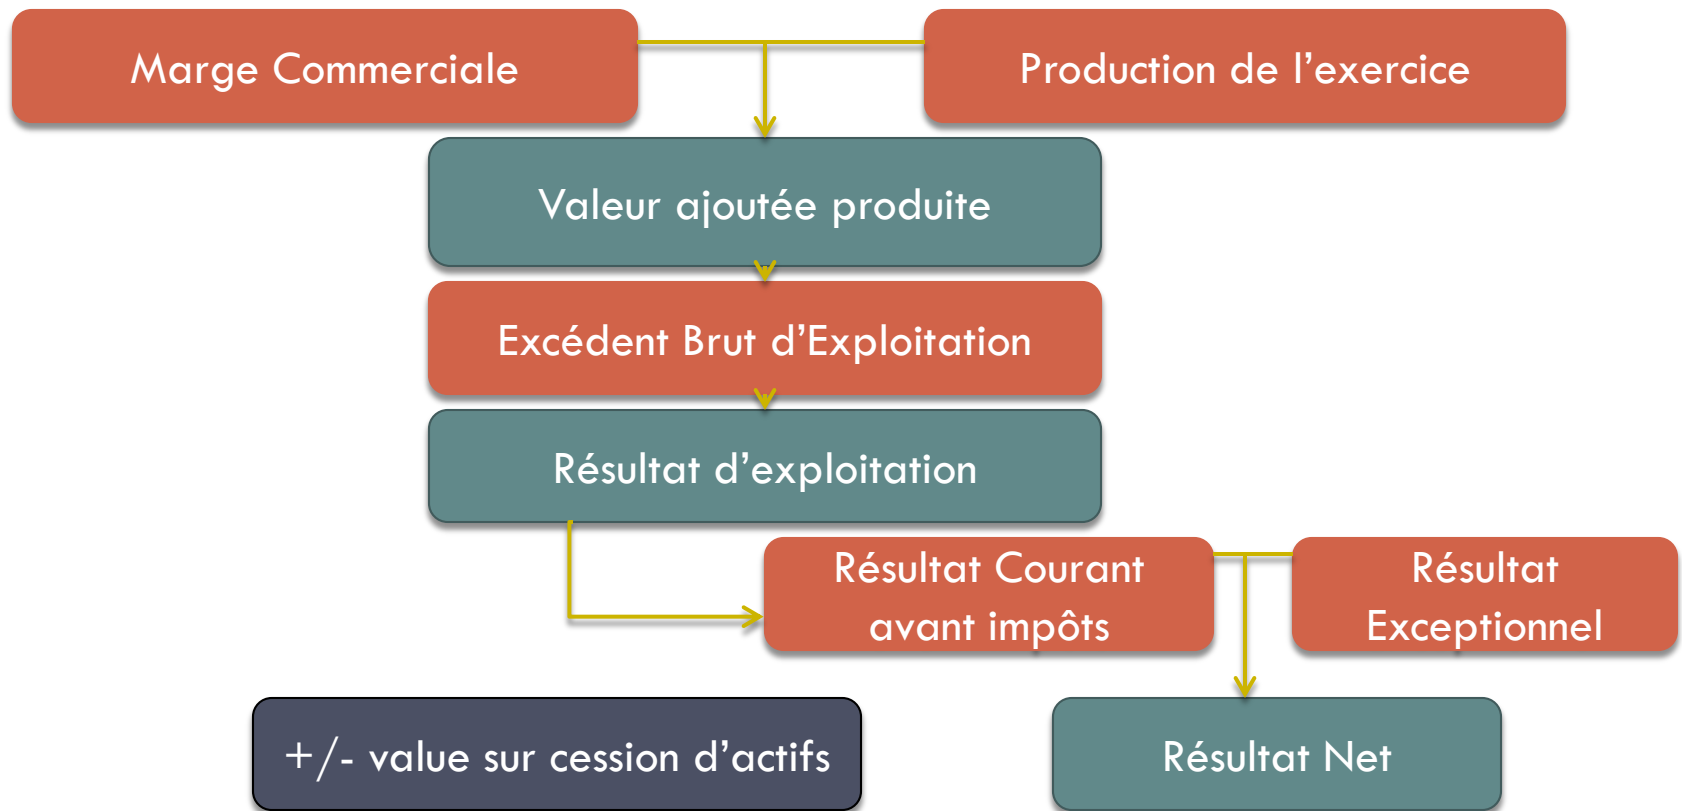 Marge Commerciale
Production de l’exercice
Valeur ajoutée produite
Excédent Brut d’Exploitation
Résultat d’exploitation
Résultat Courant
avant impôts
Résultat
Exceptionnel
+/- value sur cession d’actifs
Résultat Net